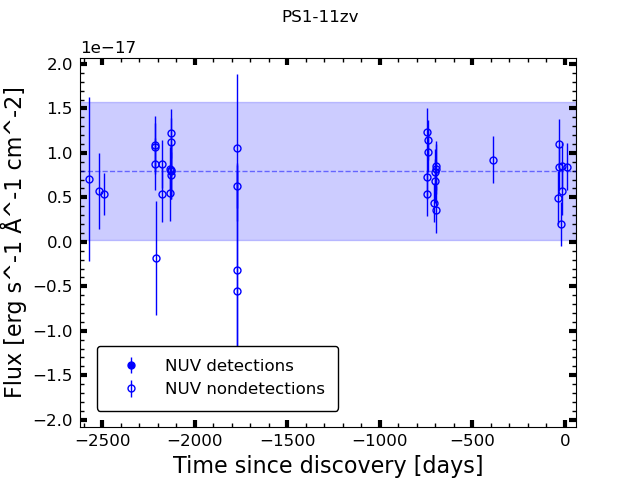 PS1-11zv
1e−17
2.0
1.5
1.0
0.5
0.0
−0.5
−1.0
−1.5
−2.0
Flux [erg s^-1 Å^-1 cm^-2]
NUV detections
NUV nondetections
−2500 −2000 −1500 −1000 −500 0
Time since discovery [days]